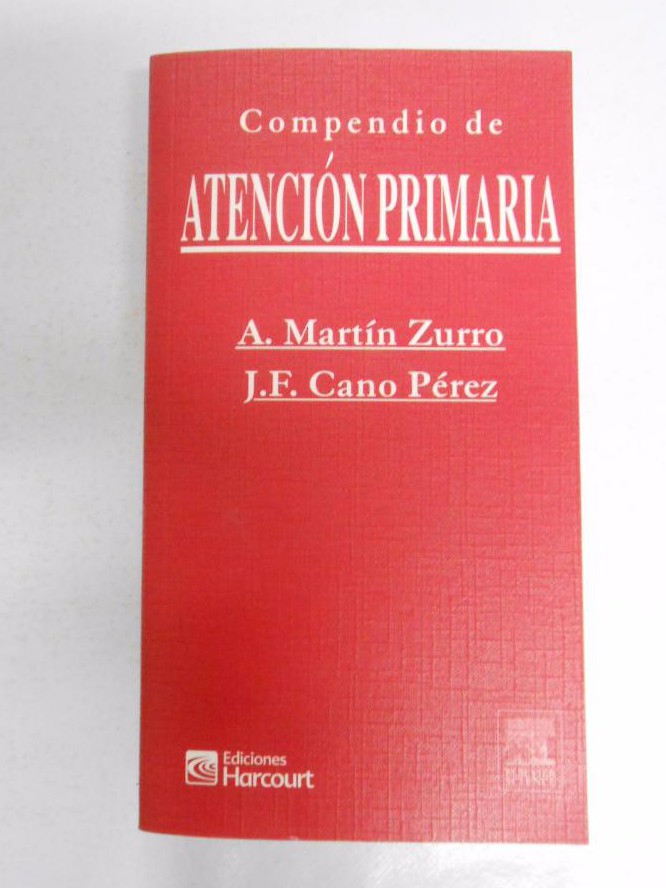 Compendio de
ATENCIÓN PRIMARIA
A. Martín Zurro
J.F. Cano Pérez
Ediciones
Harcourt